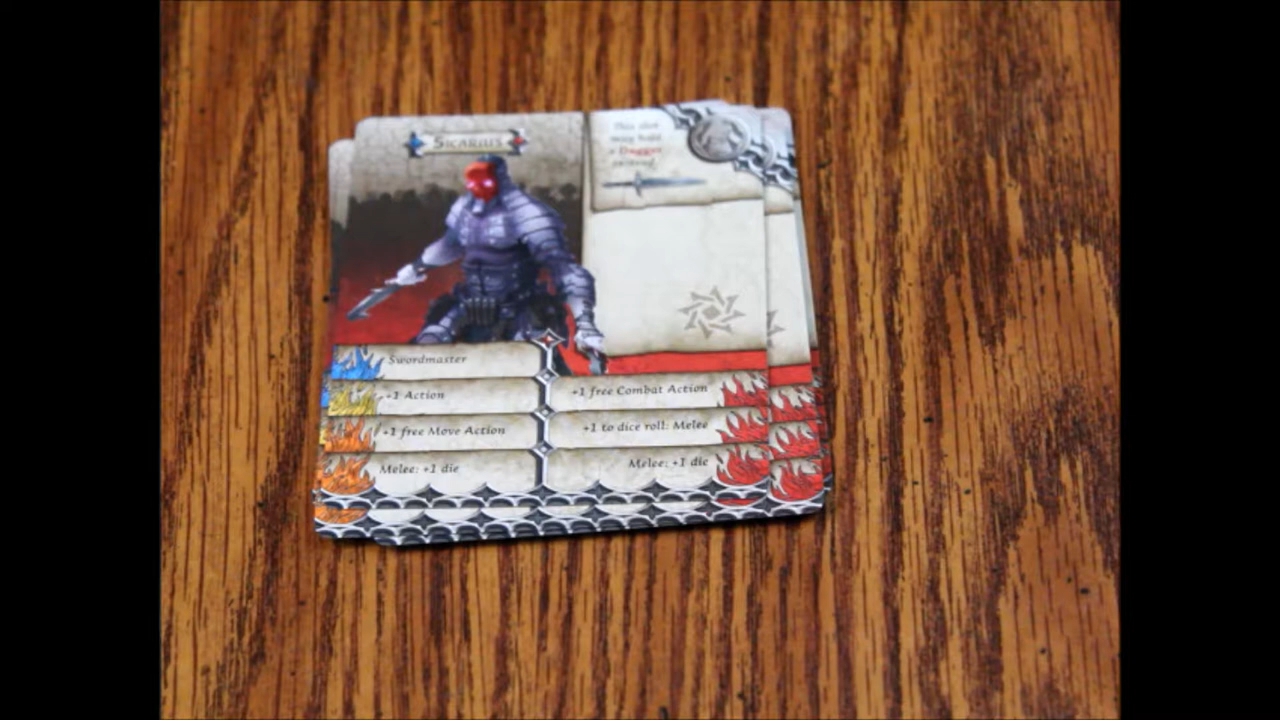 SICARIUS
This slot
may hold
a Dagger
Swordmaster
+1 Action
+1 free Move Action
Melee: +1 die
+1 free Combat Action
+1 to dice roll: Melee
Melee: +1 die